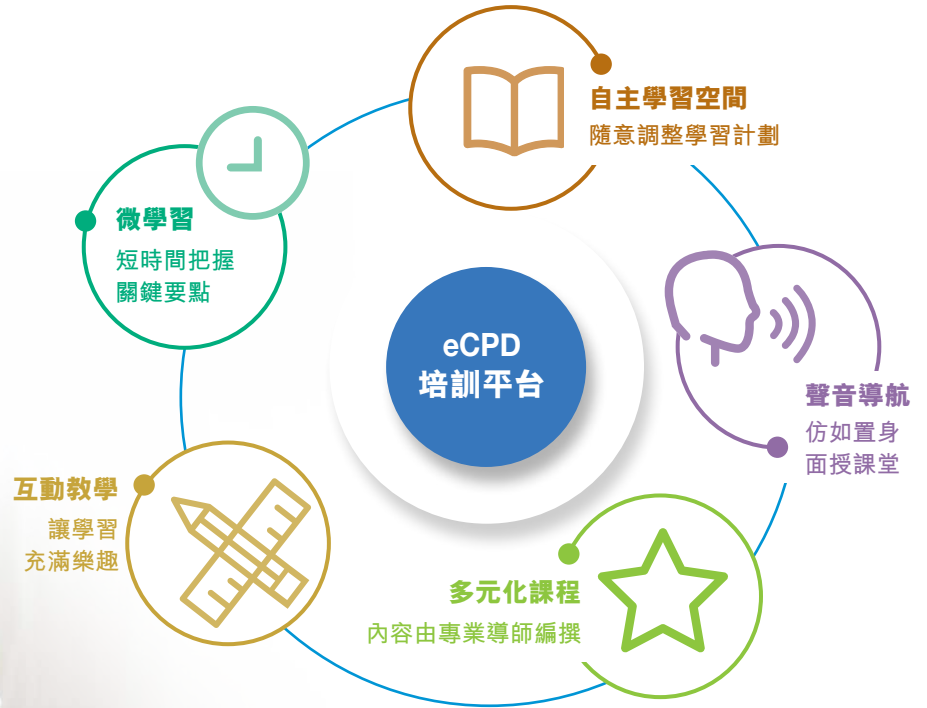 自主學習空間
隨意調整學習計劃
微學習
短時間把握
關鍵要點
eCPD
培訓平台
聲音導航
仿如置身
面授課堂
互動教學
讓學習
充滿樂趣
多元化課程
內容由專業導師編撰